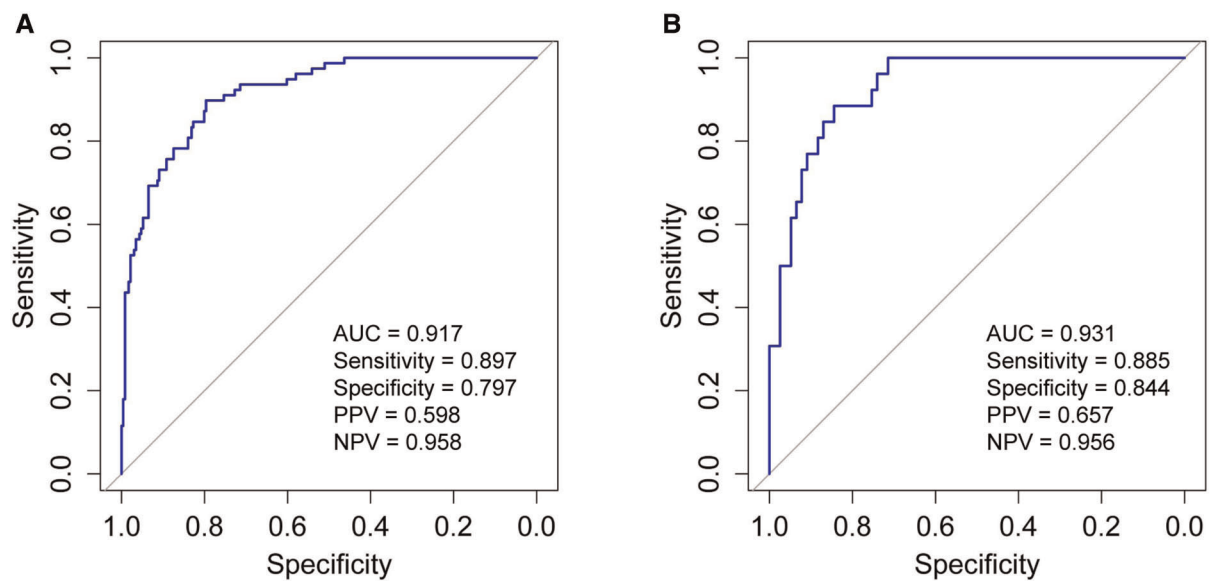 A
Sensitivity
1.0
0.8
0.6
0.4
0.2
0.0
AUC = 0.917
Sensitivity = 0.897
Specificity = 0.797
PPV = 0.598
NPV = 0.958
1.0 0.8 0.6 0.4 0.2 0.0
Specificity
B
Sensitivity
1.0
0.8
0.6
0.4
0.2
0.0
AUC = 0.931
Sensitivity = 0.885
Specificity = 0.844
PPV = 0.657
NPV = 0.956
1.0 0.8 0.6 0.4 0.2 0.0
Specificity